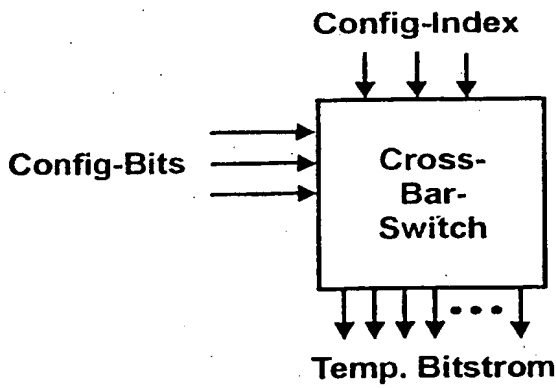 Config-Index
Config-Bits
Cross-
Bar-
Switch
Temp. Bitstrom